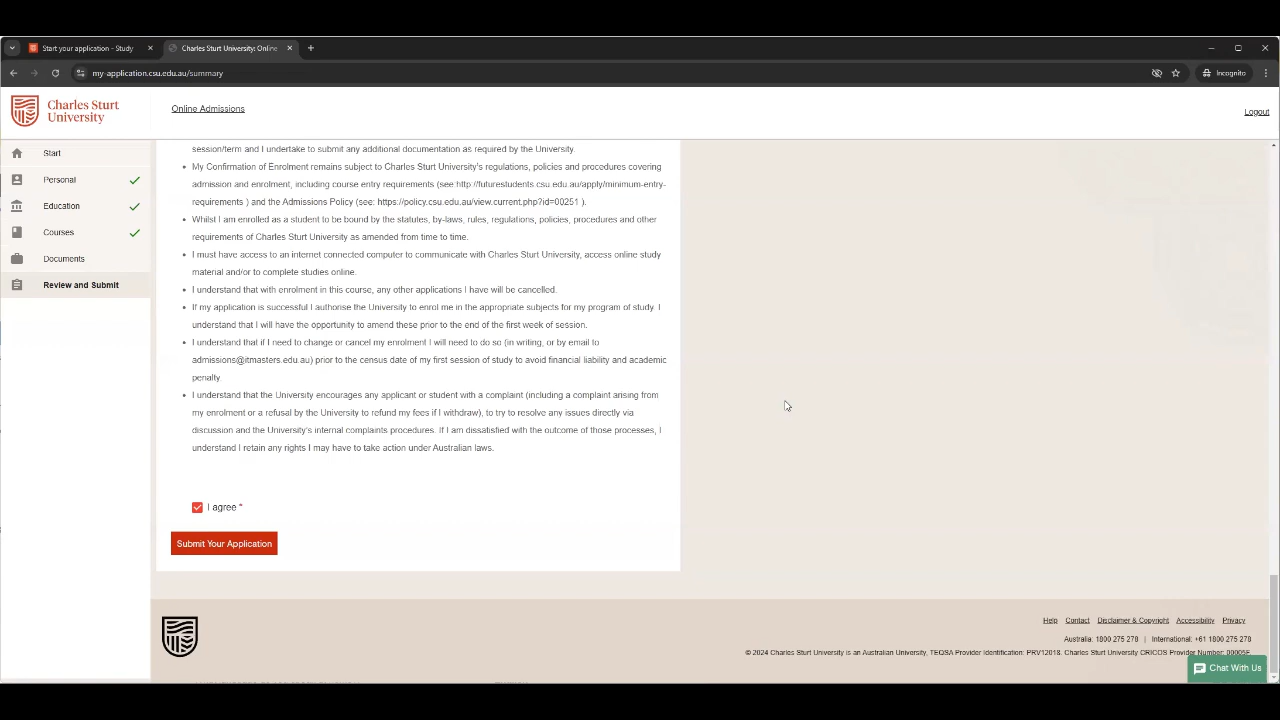 Start your application - Study
Charles Sturt University: Online
my-application.csu.edu.au/summary
Incognito
Charles Sturt
University
Online Admissions
Logout
Start
Personal
Education
Courses
Documents
Review and Submit
session/term and I undertake to submit any additional documentation as required by the University.
My Confirmation of Enrolment remains subject to Charles Sturt University's regulations, policies and procedures covering
admission and enrolment, including course entry requirements (see http://futurestudents.csu.edu.au/apply/minimum-entry-
requirements ) and the Admissions Policy (see: https://policy.csu.edu.au/view.current.php?id=00251 ).
Whilst I am enrolled as a student to be bound by the statutes, by-laws, rules, regulations, policies, procedures and other
requirements of Charles Sturt University as amended from time to time.
I must have access to an internet connected computer to communicate with Charles Sturt University, access online study
material and/or to complete studies online.
I understand that with enrolment in this course, any other applications I have will be cancelled.
If my application is successful I authorise the University to enrol me in the appropriate subjects for my program of study. I
understand that I will have the opportunity to amend these prior to the end of the first week of session.
I understand that if I need to change or cancel my enrolment I will need to do so (in writing, or by email to
admissions@itmasters.edu.au) prior to the census date of my first session of study to avoid financial liability and academic
penalty.
I understand that the University encourages any applicant or student with a complaint (including a complaint arising from
my enrolment or a refusal by the University to refund my fees if I withdraw), to try to resolve any issues directly via
discussion and the University's internal complaints procedures. If I am dissatisfied with the outcome of those processes, I
understand I retain any rights I may have to take action under Australian laws.
I agree *
Submit Your Application
Help Contact Disclaimer & Copyright Accessibility Privacy
Australia: 1800 275 278 | International: +61 1800 275 278
© 2024 Charles Sturt University is an Australian University, TEQSA Provider Identification: PRV12018. Charles Sturt University CRICOS Provider Number: 00005F.
Chat With Us